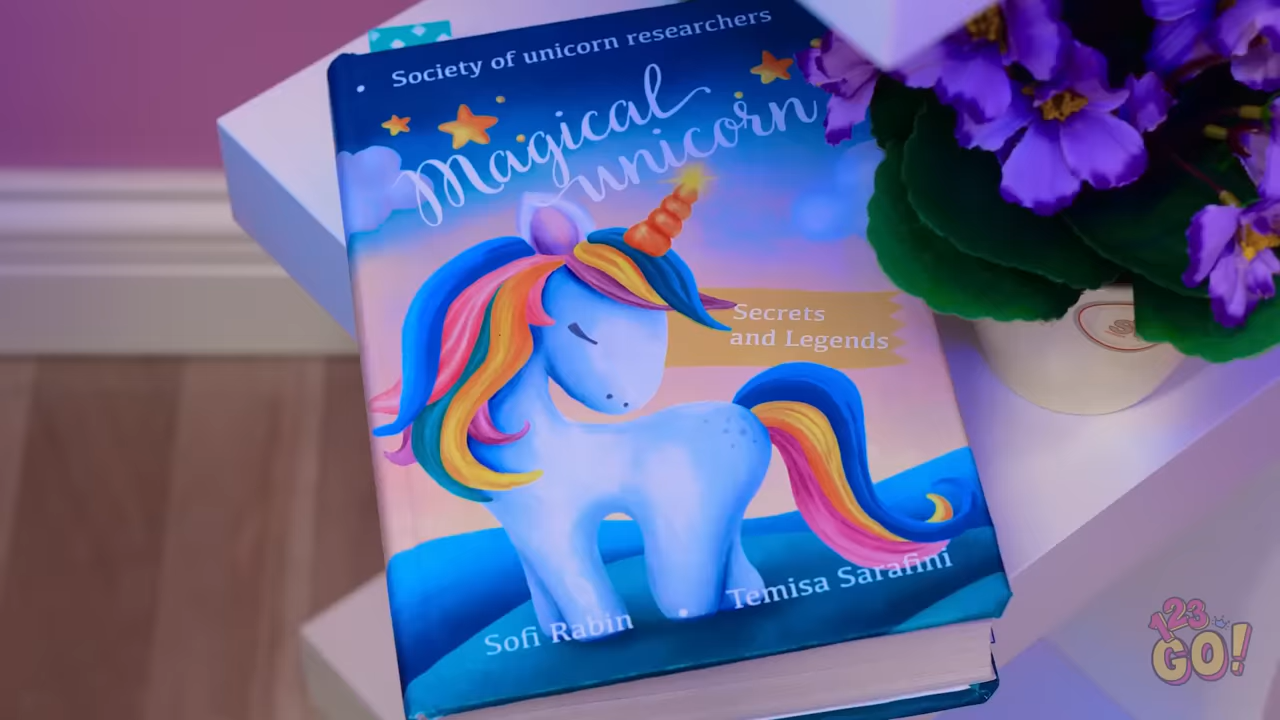 Society of unicorn researchers
Magical
unicorn
Secrets
and Legends
Sofi Rabin • Temisa Sarafini
123
GO!